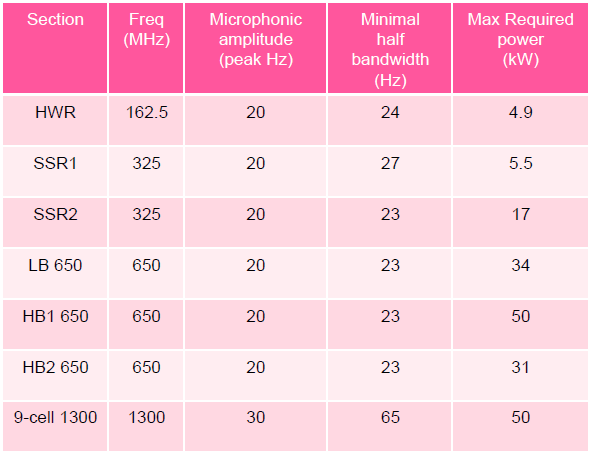 Section Freq (MHz) Microphonic amplitude (peak Hz) Minimal half bandwidth (Hz) Max Required power (kW)
HWR 162.5 20 24 4.9
SSR1 325 20 27 5.5
SSR2 325 20 23 17
LB 650 650 20 23 34
HB1 650 650 20 23 50
HB2 650 650 20 23 31
9-cell 1300 1300 30 65 50